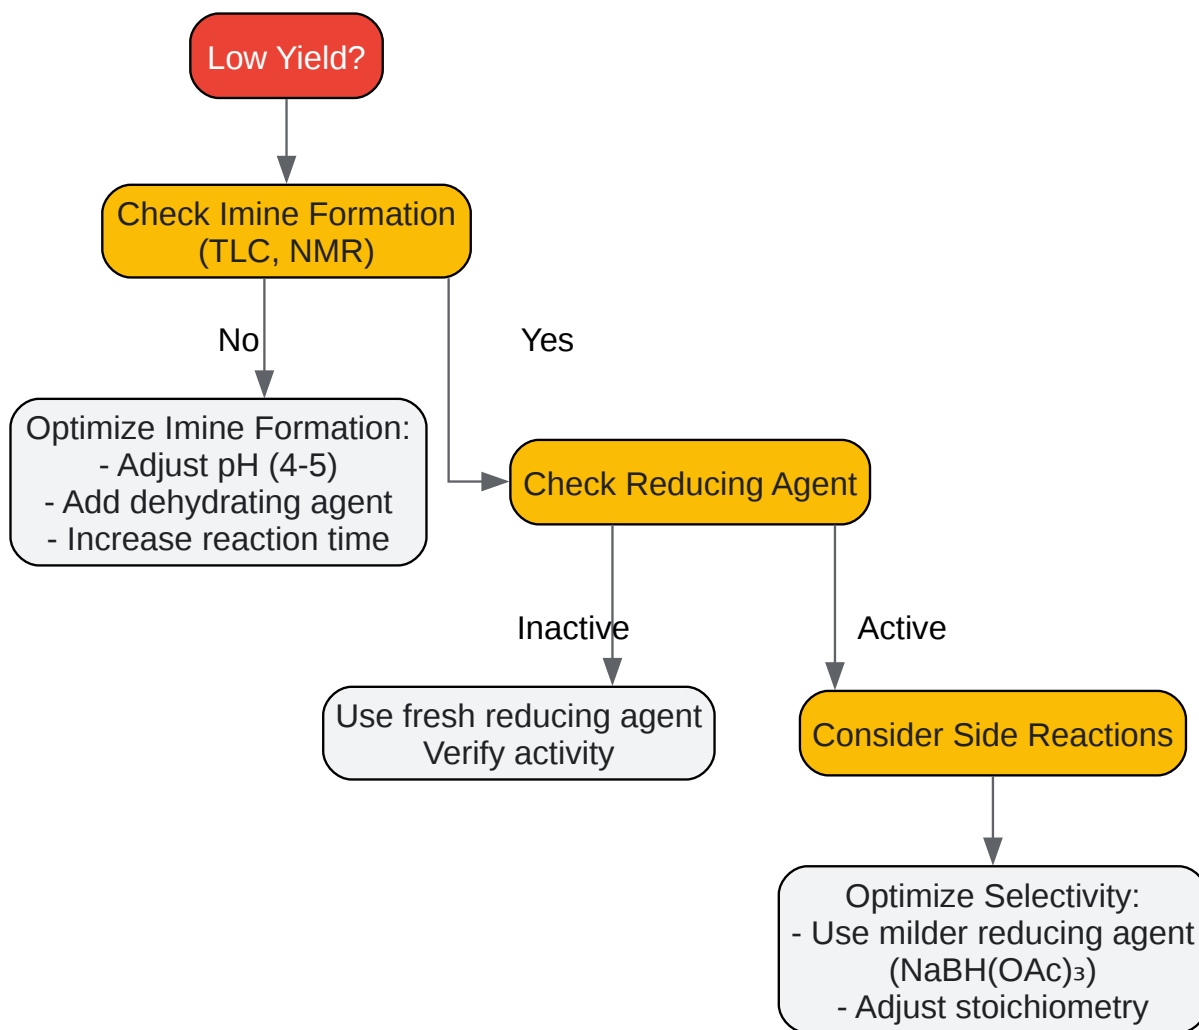 Low Yield?
Check Imine Formation
(TLC, NMR)
No
Yes
Optimize Imine Formation:
- Adjust pH (4-5)
- Add dehydrating agent
- Increase reaction time
Check Reducing Agent
Inactive
Active
Use fresh reducing agent
Verify activity
Consider Side Reactions
Optimize Selectivity:
- Use milder reducing agent
(NaBH(OAc)₃)
- Adjust stoichiometry